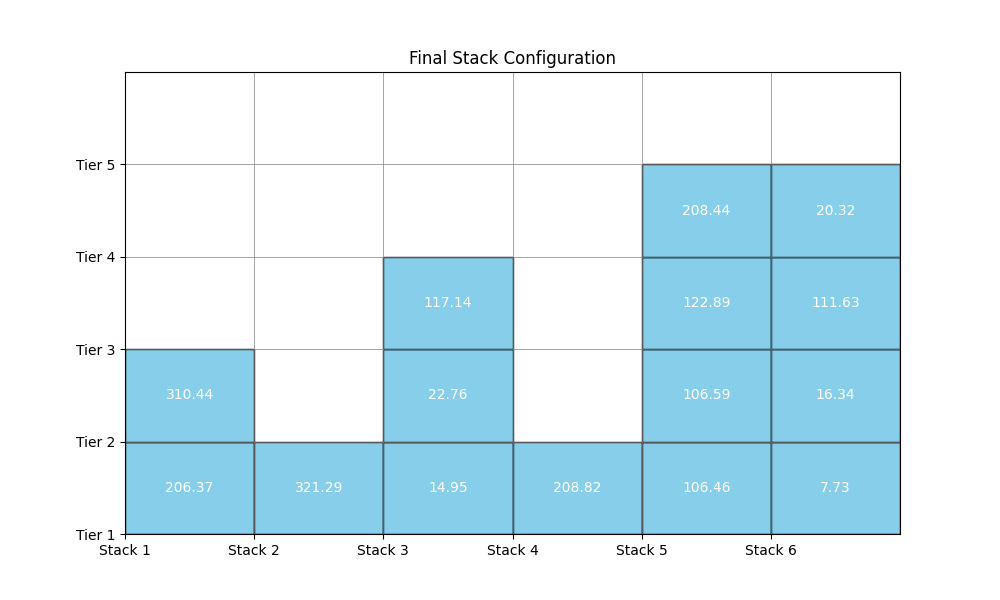 Final Stack Configuration
Tier 5
208.44 20.32
Tier 4
117.14 122.89 111.63
Tier 3
310.44 22.76 106.59 16.34
Tier 2
206.37 321.29 14.95 208.82 106.46 7.73
Tier 1
Stack 1 Stack 2 Stack 3 Stack 4 Stack 5 Stack 6